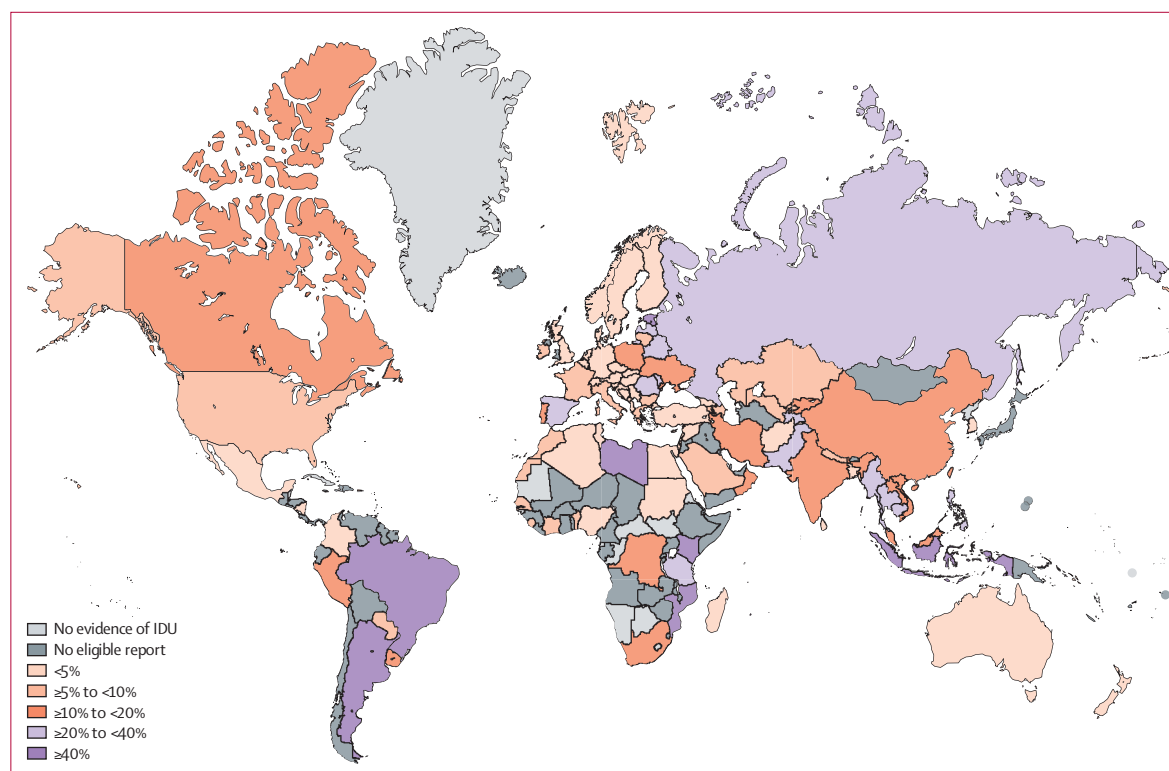 No evidence of IDU
No eligible report
<5%
≥5% to <10%
≥10% to <20%
≥20% to <40%
≥40%